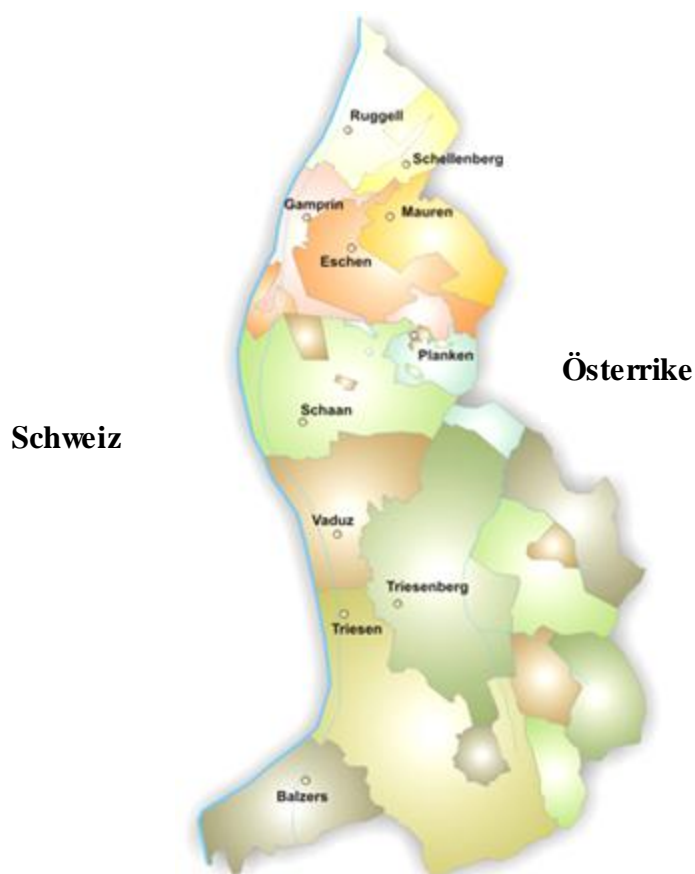 Ruggell
Schellenberg
Gamprin
Mauren
Eschen
Planken
Österrike
Schaan
Schweiz
Vaduz
Triesenberg
Triesen
Balzers